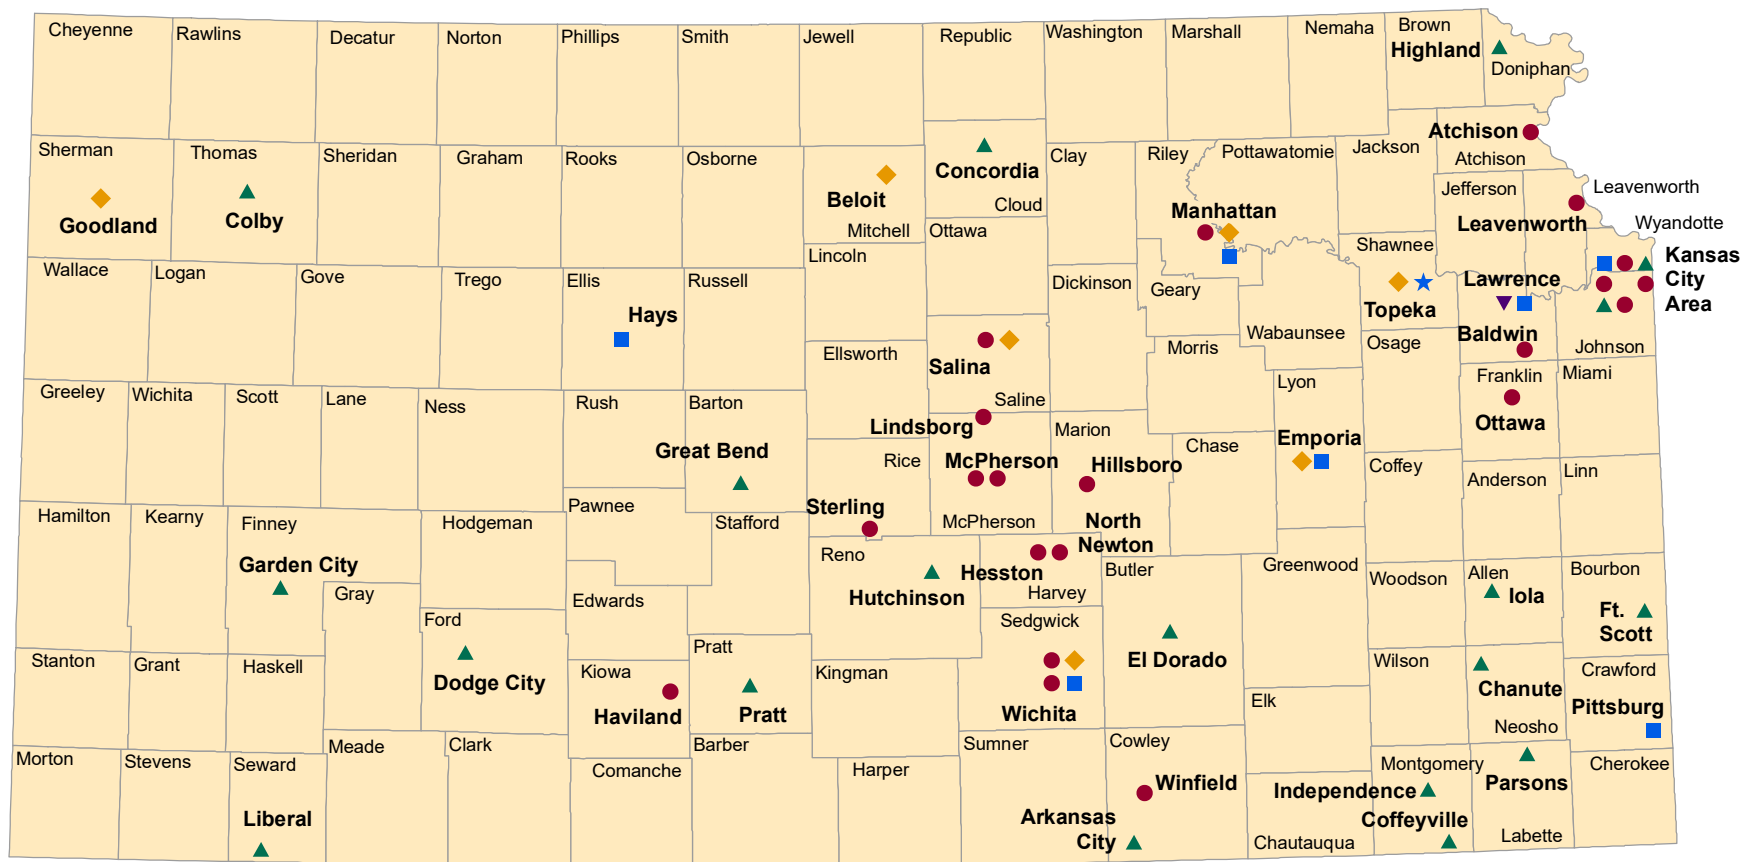 Cheyenne
Rawlins
Decatur
Norton
Phillips
Smith
Jewell
Republic
Washington
Marshall
Nemaha
Brown
Highland
Doniphan
Sherman
Goodland
Thomas
Colby
Sheridan
Graham
Rooks
Osborne
Beloit
Mitchell
Concordia
Cloud
Clay
Riley
Pottawatomie
Manhattan
Jackson
Atchison
Atchison
Jefferson
Leavenworth
Leavenworth
Wyandotte
Kansas
City
Area
Wallace
Logan
Gove
Trego
Ellis
Hays
Russell
Lincoln
Ottawa
Dickinson
Geary
Wabaunsee
Shawnee
Topeka
Lawrence
Baldwin
Johnson
Ellsworth
Salina
Saline
Morris
Osage
Franklin
Ottawa
Miami
Greeley
Wichita
Scott
Lane
Ness
Rush
Barton
Great Bend
Rice
Sterling
Lindsborg
McPherson
McPherson
Marion
Hillsboro
Chase
Lyon
Emporia
Coffey
Anderson
Linn
Hamilton
Kearny
Finney
Garden City
Hodgeman
Pawnee
Stafford
Reno
Hutchinson
North
Newton
Hesston
Harvey
Butler
El Dorado
Greenwood
Woodson
Allen
Iola
Bourbon
Ft.
Scott
Gray
Ford
Dodge City
Edwards
Kiowa
Haviland
Pratt
Pratt
Kingman
Sedgwick
Wichita
Elk
Wilson
Chanute
Neosho
Crawford
Pittsburg
Stanton
Grant
Haskell
Morton
Stevens
Seward
Liberal
Meade
Clark
Comanche
Barber
Harper
Sumner
Cowley
Winfield
Arkansas
City
Chautauqua
Montgomery
Independence
Coffeyville
Parsons
Labette
Cherokee